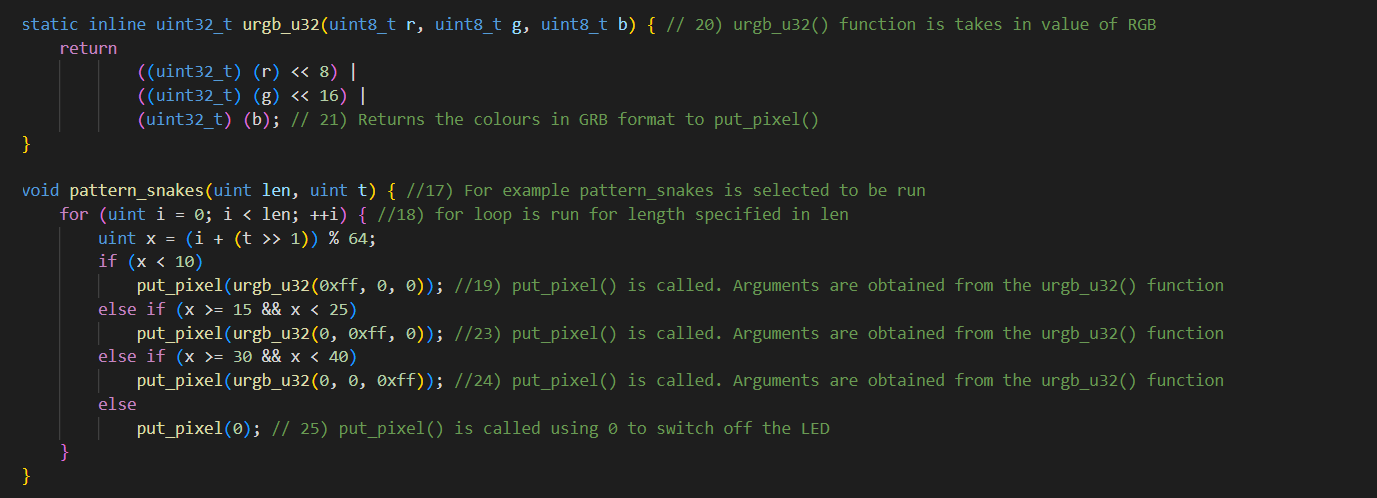 static inline uint32_t urgb_u32(uint8_t r, uint8_t g, uint8_t b) { // 20) urgb_u32() function is takes in value of RGB
    return
            ((uint32_t) (r) << 8) |
            ((uint32_t) (g) << 16) |
            (uint32_t) (b); // 21) Returns the colours in GRB format to put_pixel()
}
void pattern_snakes(uint len, uint t) { //17) For example pattern_snakes is selected to be run
    for (uint i = 0; i < len; ++i) { //18) for loop is run for length specified in len
        uint x = (i + (t >> 1)) % 64;
        if (x < 10)
            put_pixel(urgb_u32(0xff, 0, 0)); //19) put_pixel() is called. Arguments are obtained from the urgb_u32() function
        else if (x >= 15 && x < 25)
            put_pixel(urgb_u32(0, 0xff, 0)); //23) put_pixel() is called. Arguments are obtained from the urgb_u32() function
        else if (x >= 30 && x < 40)
            put_pixel(urgb_u32(0, 0, 0xff)); //24) put_pixel() is called. Arguments are obtained from the urgb_u32() function
        else
            put_pixel(0); // 25) put_pixel() is called using 0 to switch off the LED
    }
}